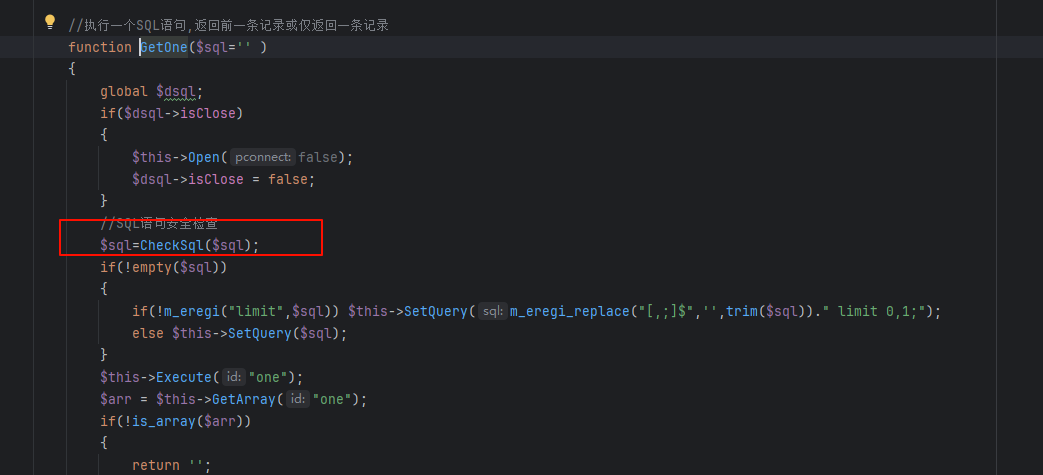 //执行一个SQL语句,返回前一条记录或仅返回一条记录
function GetOne($sql='' )
{
global $dsql;
if($dsql->isClose)
{
$this->Open( pconnect: false);
$dsql->isClose = false;
}
//SQL语句安全检查
$sql=CheckSql($sql);
if(!empty($sql))
{
if(!m_eregi("limit",$sql)) $this->SetQuery( sql: m_eregi_replace("[,;]$",'',trim($sql))." limit 0,1;");
else $this->SetQuery($sql);
}
$this->Execute( id: "one");
$arr = $this->GetArray( id: "one");
if(!is_array($arr))
{
return '';